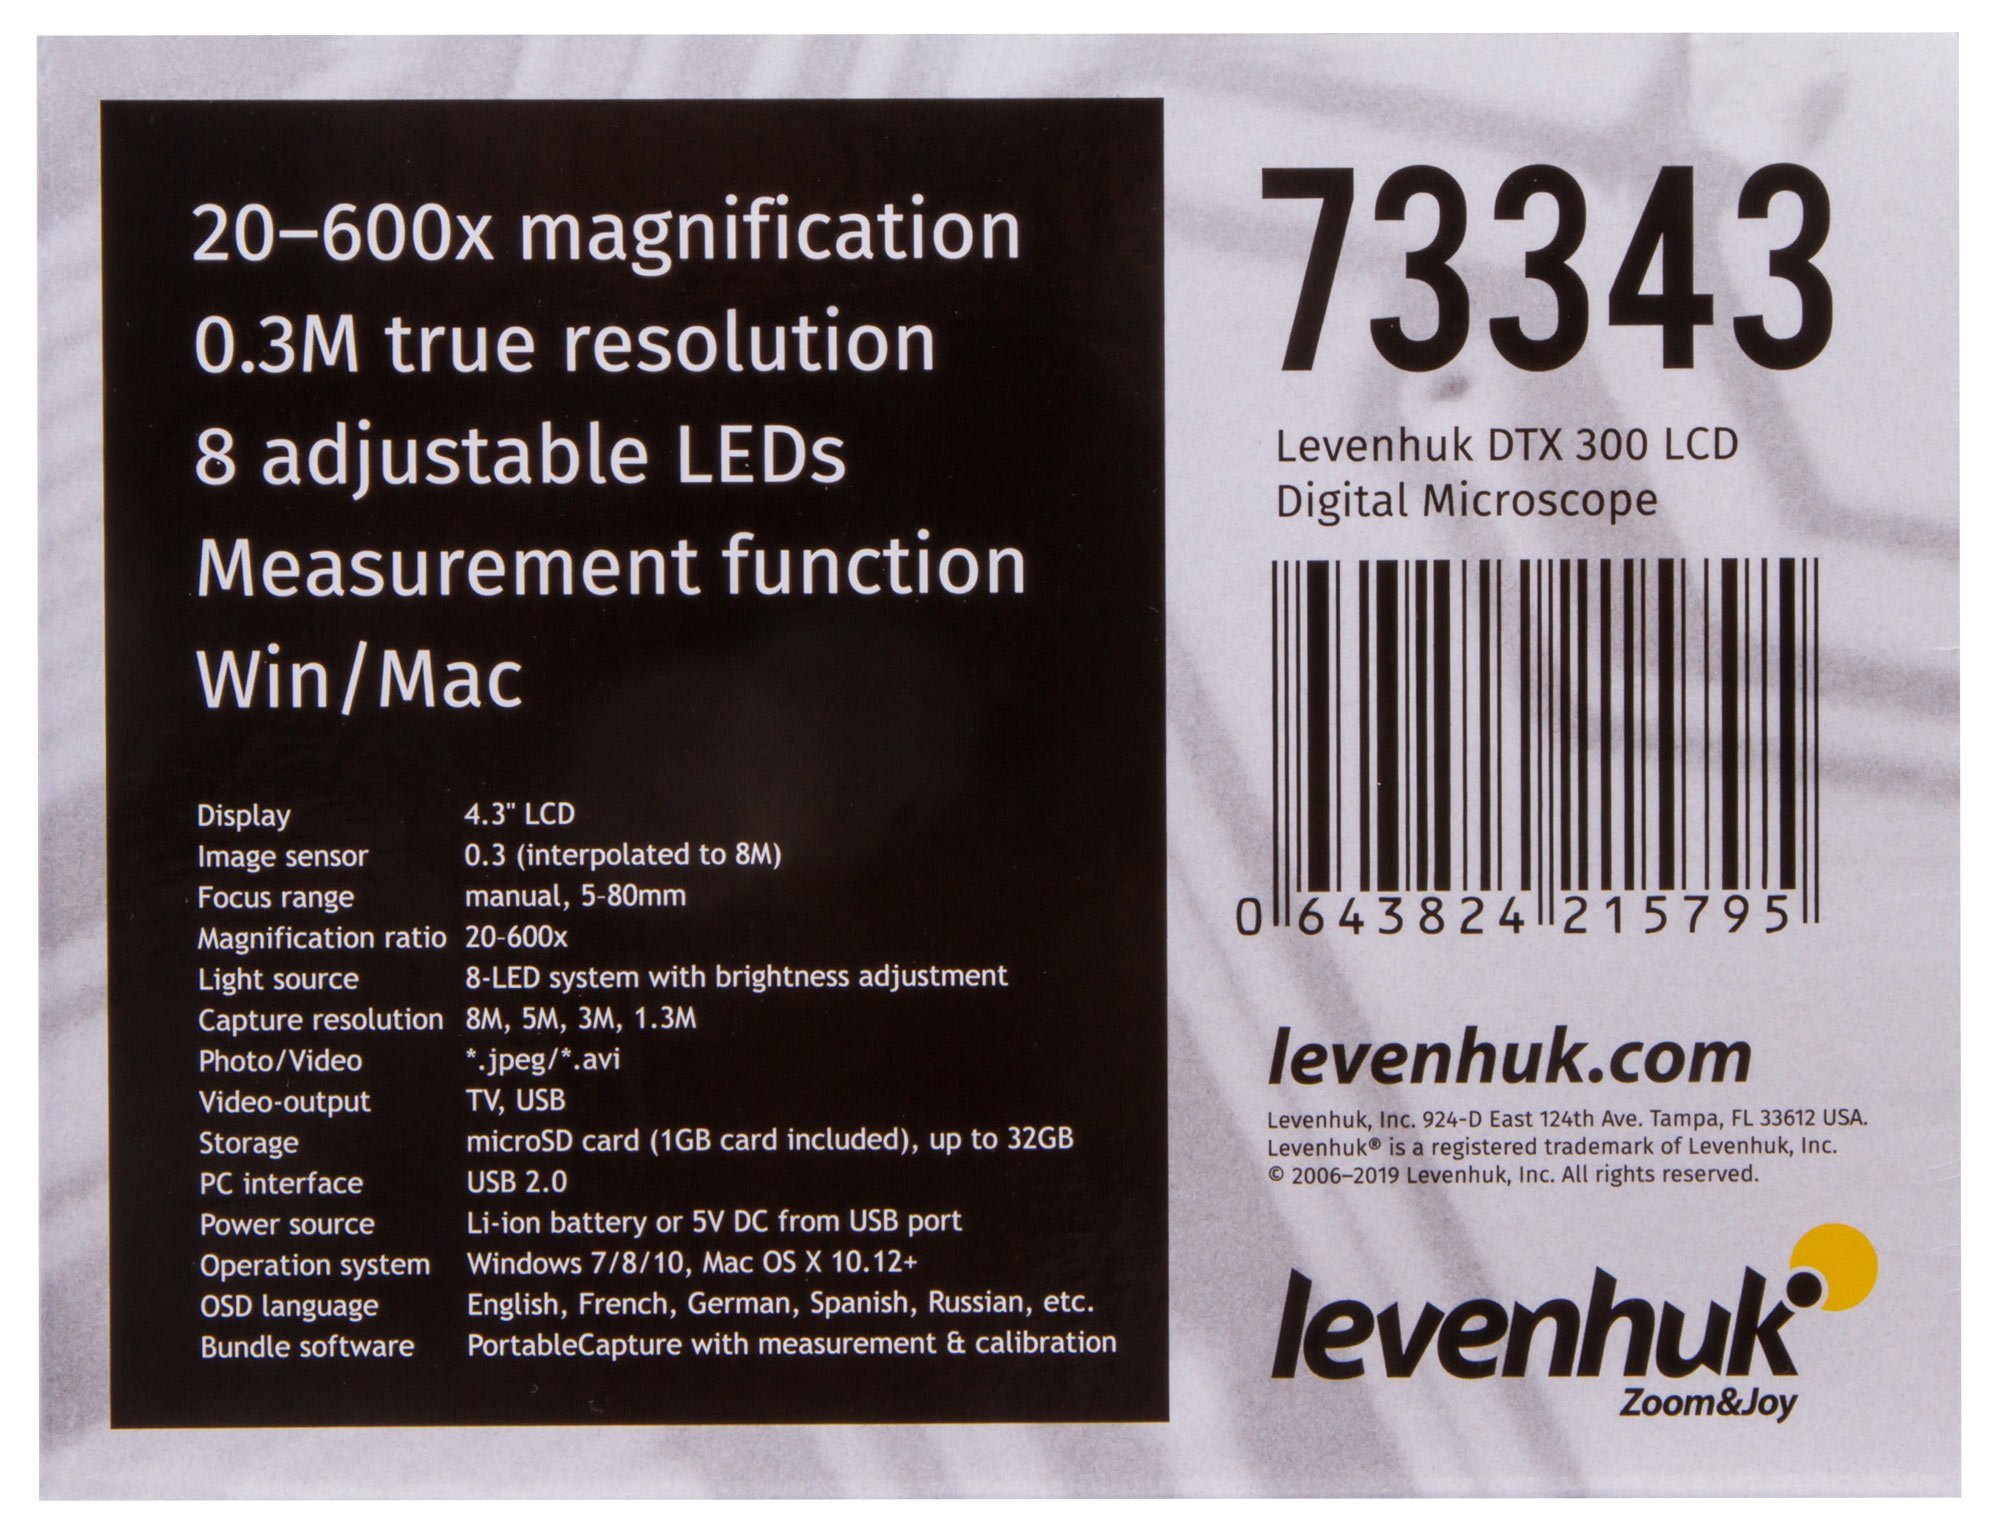 20–600x magnification
0.3M true resolution
8 adjustable LEDs
Measurement function
Win/Mac
Display 4.3" LCD
Image sensor 0.3 (interpolated to 8M)
Focus range manual, 5-80mm
Magnification ratio 20-600x
Light source 8-LED system with brightness adjustment
Capture resolution 8M, 5M, 3M, 1.3M
Photo/Video *.jpeg/*.avi
Video-output TV, USB
Storage microSD card (1GB card included), up to 32GB
PC interface USB 2.0
Power source Li-ion battery or 5V DC from USB port
Operation system Windows 7/8/10, Mac OS X 10.12+
OSD language English, French, German, Spanish, Russian, etc.
Bundle software PortableCapture with measurement & calibration
73343
Levenhuk DTX 300 LCD
Digital Microscope
0 643824 215795
levenhuk.com
Levenhuk, Inc. 924-D East 124th Ave. Tampa, FL 33612 USA.
Levenhuk® is a registered trademark of Levenhuk, Inc.
© 2006–2019 Levenhuk, Inc. All rights reserved.
levenhuk
Zoom&Joy